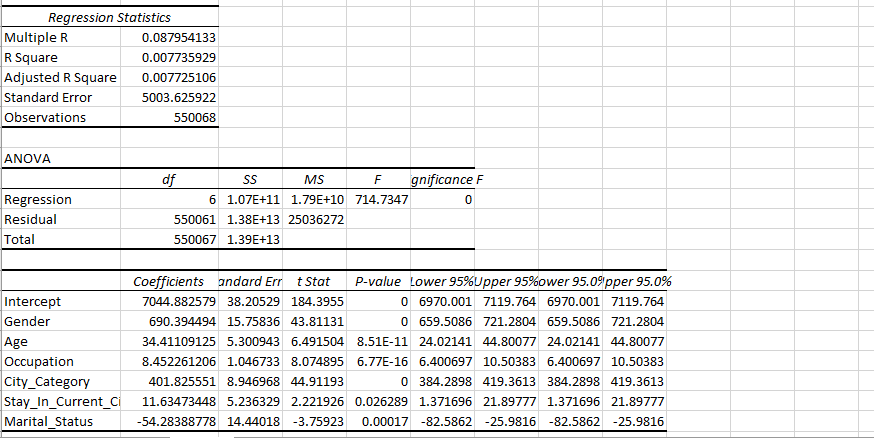 Regression Statistics
Multiple R 0.087954133
R Square 0.007735929
Adjusted R Square 0.007725106
Standard Error 5003.625922
Observations 550068
ANOVA
df SS MS F gnificance F
Regression 6 1.07E+11 1.79E+10 714.7347 0
Residual 550061 1.38E+13 25036272
Total 550067 1.39E+13
Coefficients andard Err t Stat P-value Lower 95% Upper 95% ower 95.0% pper 95.0%
Intercept 7044.882579 38.20529 184.3955 0 6970.001 7119.764 6970.001 7119.764
Gender 690.394494 15.75836 43.81131 0 659.5086 721.2804 659.5086 721.2804
Age 34.41109125 5.300943 6.491504 8.51E-11 24.02141 44.80077 24.02141 44.80077
Occupation 8.452261206 1.046733 8.074895 6.77E-16 6.400697 10.50383 6.400697 10.50383
City_Category 401.825551 8.946968 44.91193 0 384.2898 419.3613 384.2898 419.3613
Stay_In_Current_Ci 11.63473448 5.236329 2.221926 0.026289 1.371696 21.89777 1.371696 21.89777
Marital_Status -54.28388778 14.44018 -3.75923 0.00017 -82.5862 -25.9816 -82.5862 -25.9816